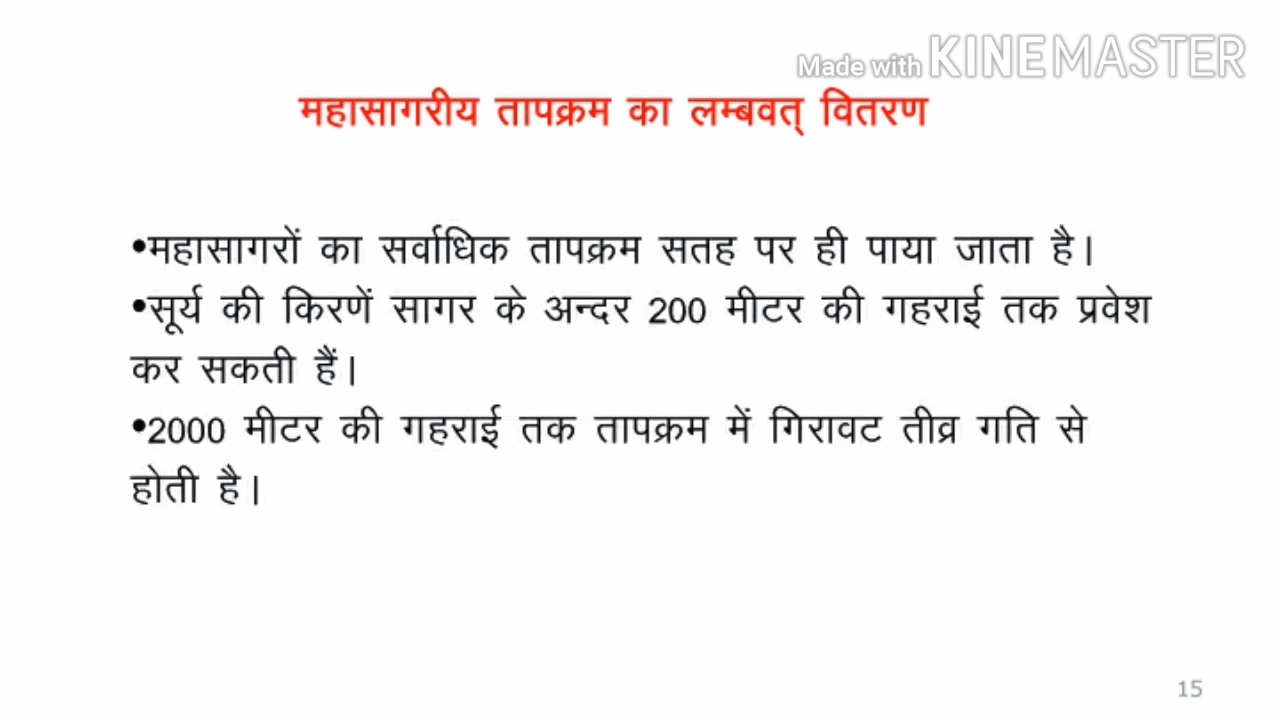 Made with KINEMASTER
महासागरीय तापक्रम का लम्बवत् वितरण
•महासागरों का सर्वाधिक तापक्रम सतह पर ही पाया जाता है।
•सूर्य की किरणें सागर के अन्दर 200 मीटर की गहराई तक प्रवेश
कर सकती हैं।
•2000 मीटर की गहराई तक तापक्रम में गिरावट तीव्र गति से
होती है।
15